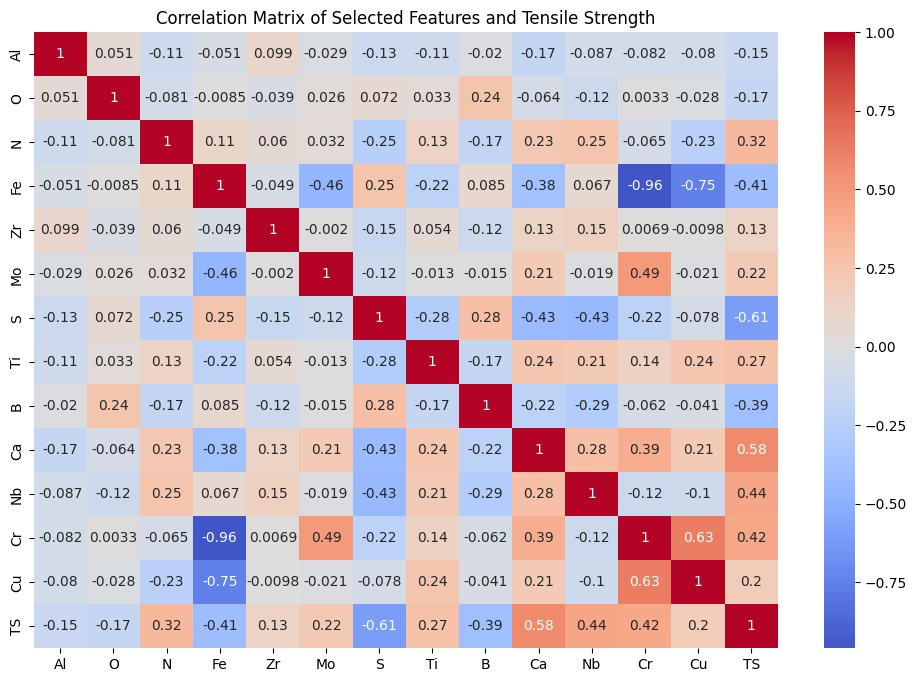 Correlation Matrix of Selected Features and Tensile Strength
Al 1 0.051 -0.11 -0.051 0.099 -0.029 -0.13 -0.11 -0.02 -0.17 -0.087 -0.082 -0.08 -0.15
O 0.051 1 -0.081 -0.0085 -0.039 0.026 0.072 0.033 0.24 -0.064 -0.12 0.0033 -0.028 -0.17
N -0.11 -0.081 1 0.11 0.06 0.032 -0.25 0.13 -0.17 0.23 0.25 -0.065 -0.23 0.32
Fe -0.051 -0.0085 0.11 1 -0.049 -0.46 0.25 -0.22 0.085 -0.38 0.067 -0.96 -0.75 -0.41
Zr 0.099 -0.039 0.06 -0.049 1 -0.002 -0.15 0.054 -0.12 0.13 0.15 0.0069 -0.0098 0.13
Mo -0.029 0.026 0.032 -0.46 -0.002 1 -0.12 -0.013 -0.015 0.21 -0.019 0.49 -0.021 0.22
S -0.13 0.072 -0.25 0.25 -0.15 -0.12 1 -0.28 0.28 -0.43 -0.43 -0.22 -0.078 -0.61
Ti -0.11 0.033 0.13 -0.22 0.054 -0.013 -0.28 1 -0.17 0.24 0.21 0.14 0.24 0.27
B -0.02 0.24 -0.17 0.085 -0.12 -0.015 0.28 -0.17 1 -0.22 -0.29 -0.062 -0.041 -0.39
Ca -0.17 -0.064 0.23 -0.38 0.13 0.21 -0.43 0.24 -0.22 1 0.28 0.39 0.21 0.58
Nb -0.087 -0.12 0.25 0.067 0.15 -0.019 -0.43 0.21 -0.29 0.28 1 -0.12 -0.1 0.44
Cr -0.082 0.0033 -0.065 -0.96 0.0069 0.49 -0.22 0.14 -0.062 0.39 -0.12 1 0.63 0.42
Cu -0.08 -0.028 -0.23 -0.75 -0.0098 -0.021 -0.078 0.24 -0.041 0.21 -0.1 0.63 1 0.2
TS -0.15 -0.17 0.32 -0.41 0.13 0.22 -0.61 0.27 -0.39 0.58 0.44 0.42 0.2 1
Al O N Fe Zr Mo S Ti B Ca Nb Cr Cu TS
1.00
0.75
0.50
0.25
0.00
-0.25
-0.50
-0.75